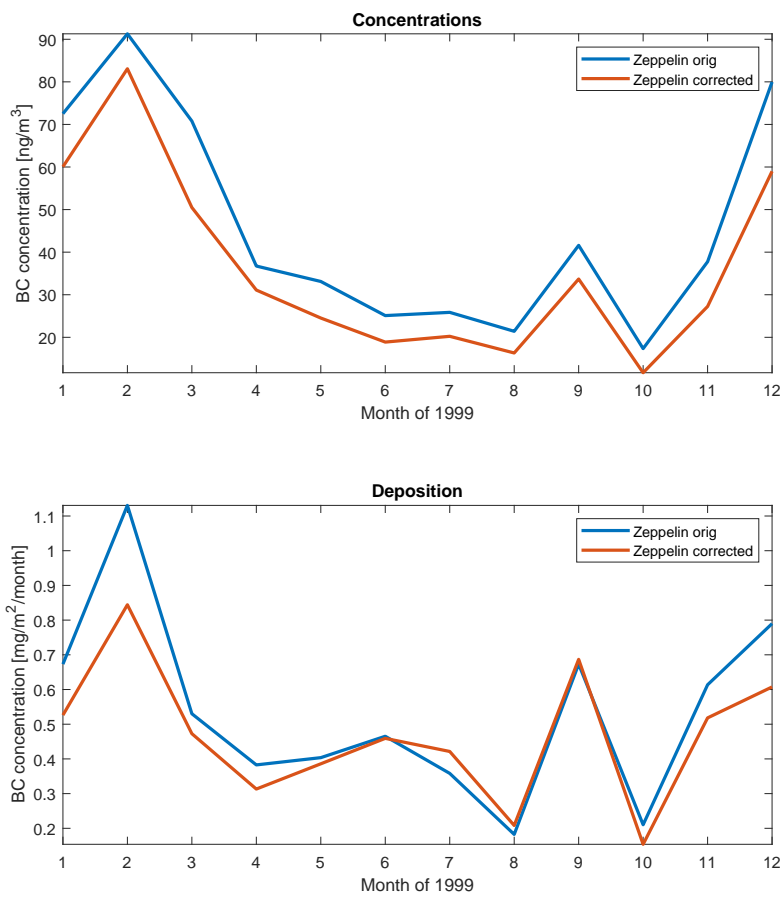 Concentrations
BC concentration [ng/m³]
90
80
70
60
50
40
30
20
Zeppelin orig
Zeppelin corrected
1 2 3 4 5 6 7 8 9 10 11 12
Month of 1999
Deposition
BC concentration [mg/m²/month]
1.1
1
0.9
0.8
0.7
0.6
0.5
0.4
0.3
0.2
Zeppelin orig
Zeppelin corrected
1 2 3 4 5 6 7 8 9 10 11 12
Month of 1999